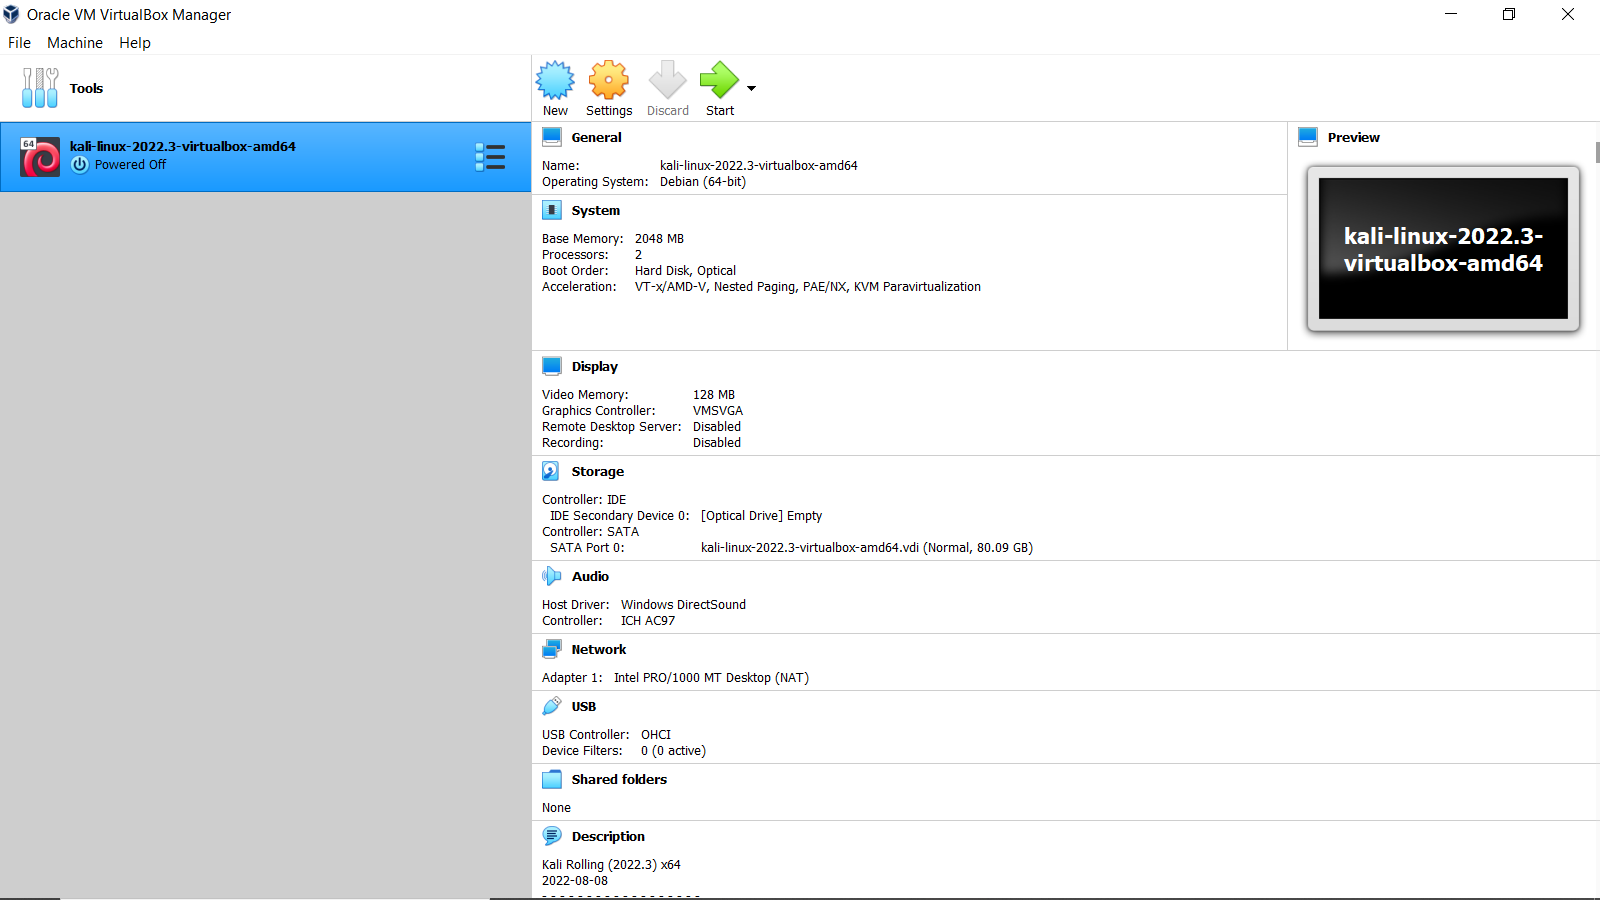 Oracle VM VirtualBox Manager
File Machine Help
Tools
New Settings Discard Start
64
kali-linux-2022.3-virtualbox-amd64
Powered Off
General
Name: kali-linux-2022.3-virtualbox-amd64
Operating System: Debian (64-bit)
Preview
kali-linux-2022.3-
virtualbox-amd64
System
Base Memory: 2048 MB
Processors: 2
Boot Order: Hard Disk, Optical
Acceleration: VT-x/AMD-V, Nested Paging, PAE/NX, KVM Paravirtualization
Display
Video Memory: 128 MB
Graphics Controller: VMSVGA
Remote Desktop Server: Disabled
Recording: Disabled
Storage
Controller: IDE
IDE Secondary Device 0: [Optical Drive] Empty
Controller: SATA
SATA Port 0: kali-linux-2022.3-virtualbox-amd64.vdi (Normal, 80.09 GB)
Audio
Host Driver: Windows DirectSound
Controller: ICH AC97
Network
Adapter 1: Intel PRO/1000 MT Desktop (NAT)
USB
USB Controller: OHCI
Device Filters: 0 (0 active)
Shared folders
None
Description
Kali Rolling (2022.3) x64
2022-08-08
- - - - - - - - - - - - - - - - - -